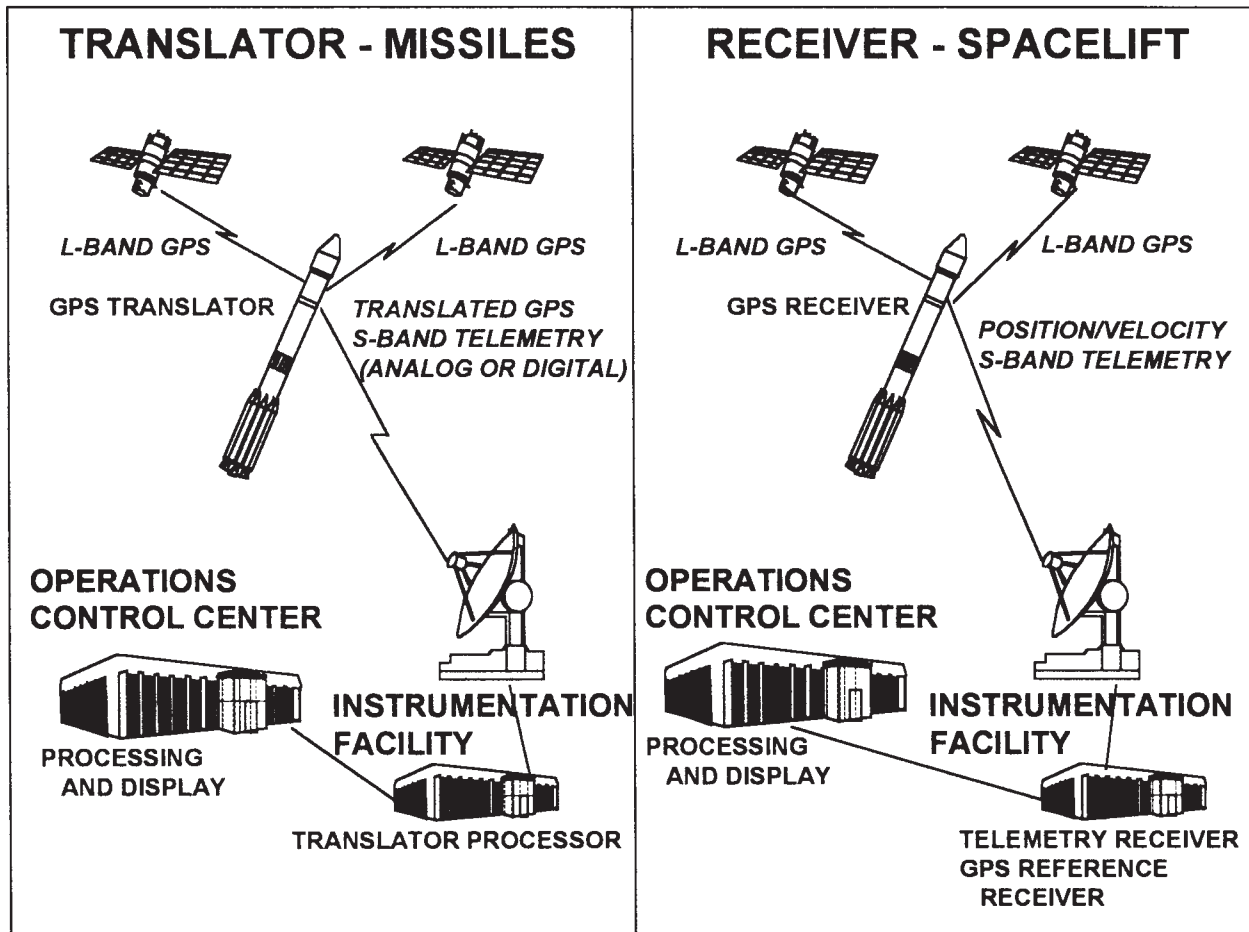 TRANSLATOR - MISSILES
L-BAND GPS
L-BAND GPS
GPS TRANSLATOR
TRANSLATED GPS
S-BAND TELEMETRY
(ANALOG OR DIGITAL)
OPERATIONS
CONTROL CENTER
INSTRUMENTATION
FACILITY
PROCESSING
AND DISPLAY
TRANSLATOR PROCESSOR
RECEIVER - SPACELIFT
L-BAND GPS
L-BAND GPS
GPS RECEIVER
POSITION/VELOCITY
S-BAND TELEMETRY
OPERATIONS
CONTROL CENTER
INSTRUMENTATION
FACILITY
PROCESSING
AND DISPLAY
TELEMETRY RECEIVER
GPS REFERENCE
RECEIVER